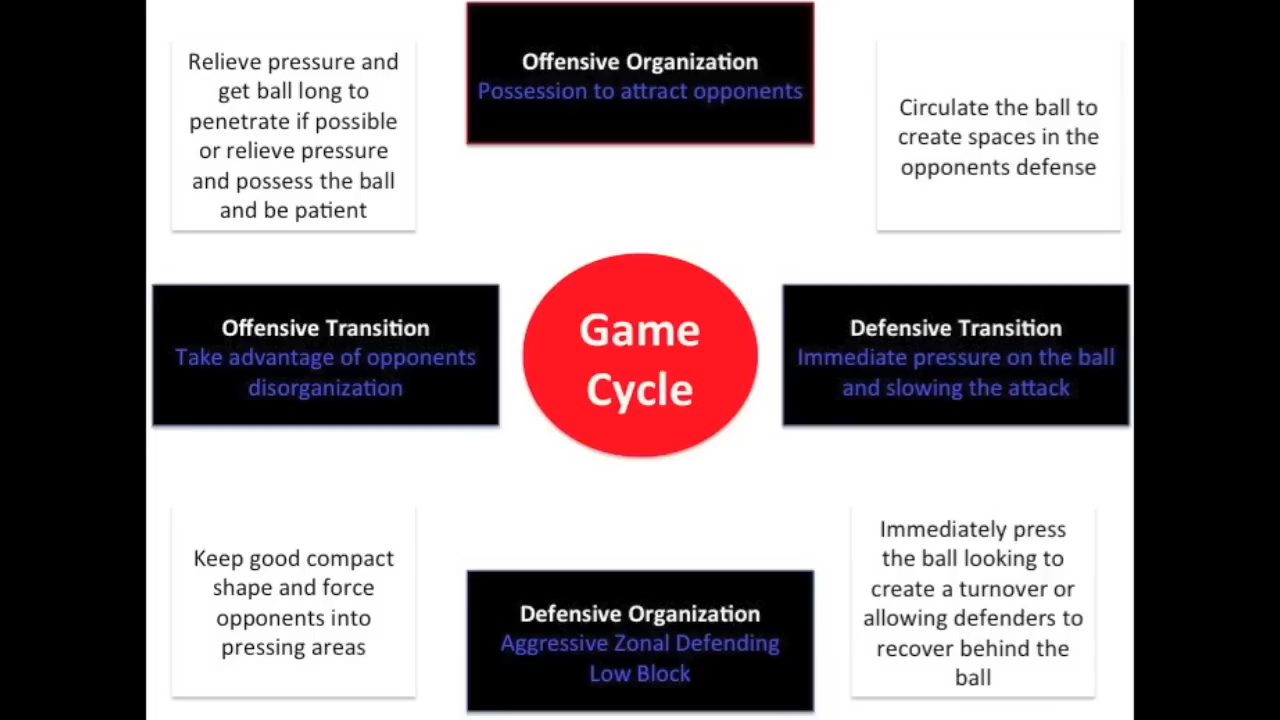 Relieve pressure and
get ball long to
penetrate if possible
or relieve pressure
and possess the ball
and be patient
Offensive Organization
Possession to attract opponents
Circulate the ball to
create spaces in the
opponents defense
Offensive Transition
Take advantage of opponents
disorganization
Game
Cycle
Defensive Transition
Immediate pressure on the ball
and slowing the attack
Keep good compact
shape and force
opponents into
pressing areas
Defensive Organization
Aggressive Zonal Defending
Low Block
Immediately press
the ball looking to
create a turnover or
allowing defenders to
recover behind the
ball